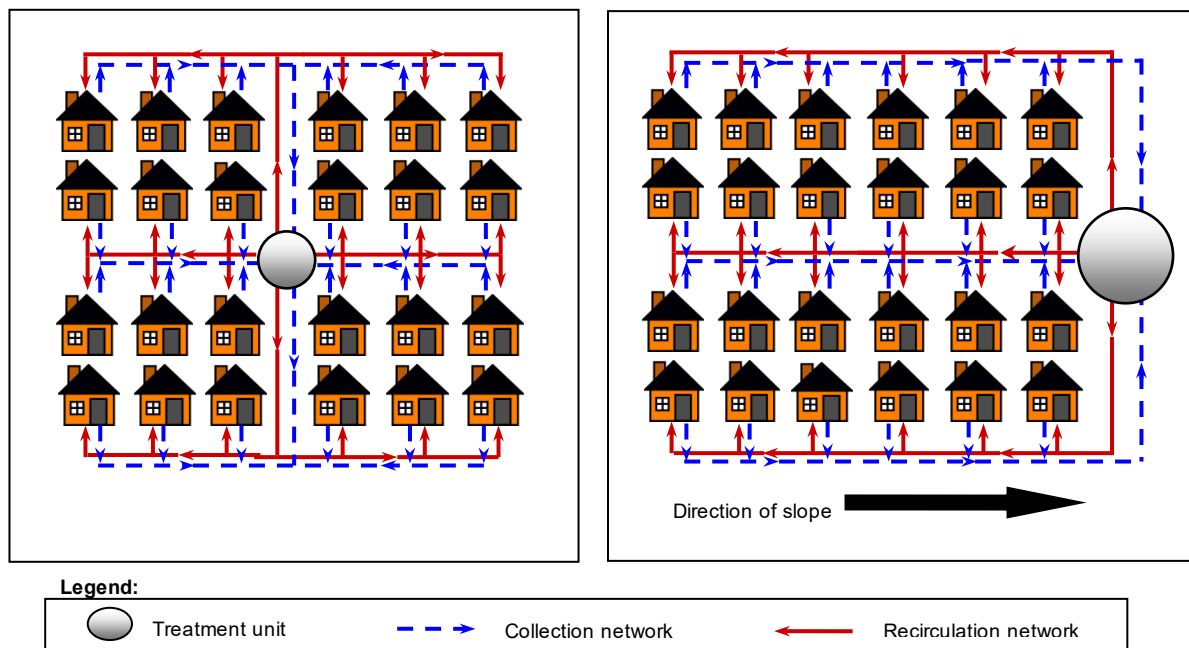 Direction of slope
Legend:
Treatment unit
Collection network
Recirculation network